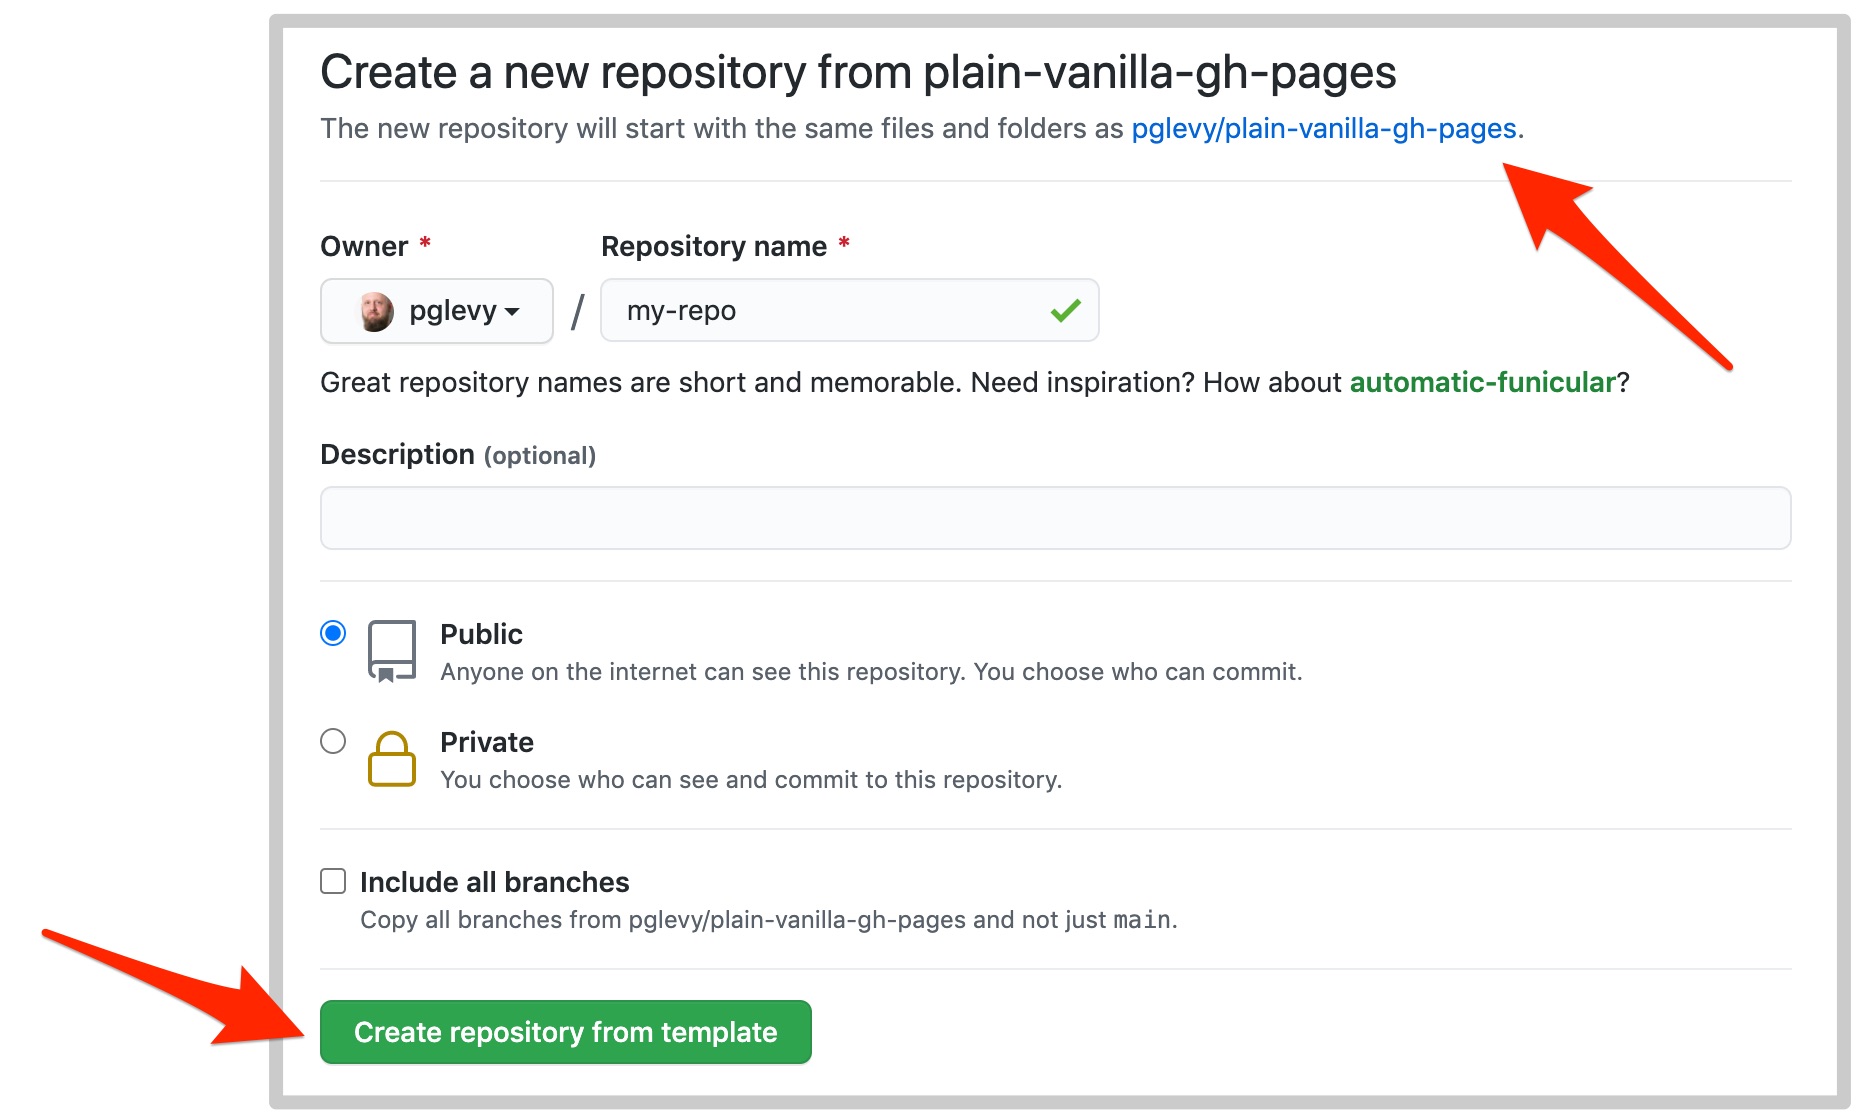 Create a new repository from plain-vanilla-gh-pages
The new repository will start with the same files and folders as pglevy/plain-vanilla-gh-pages.
Owner * Repository name *
pglevy / my-repo
Great repository names are short and memorable. Need inspiration? How about automatic-funicular?
Description (optional)
Public
Anyone on the internet can see this repository. You choose who can commit.
Private
You choose who can see and commit to this repository.
Include all branches
Copy all branches from pglevy/plain-vanilla-gh-pages and not just main.
Create repository from template